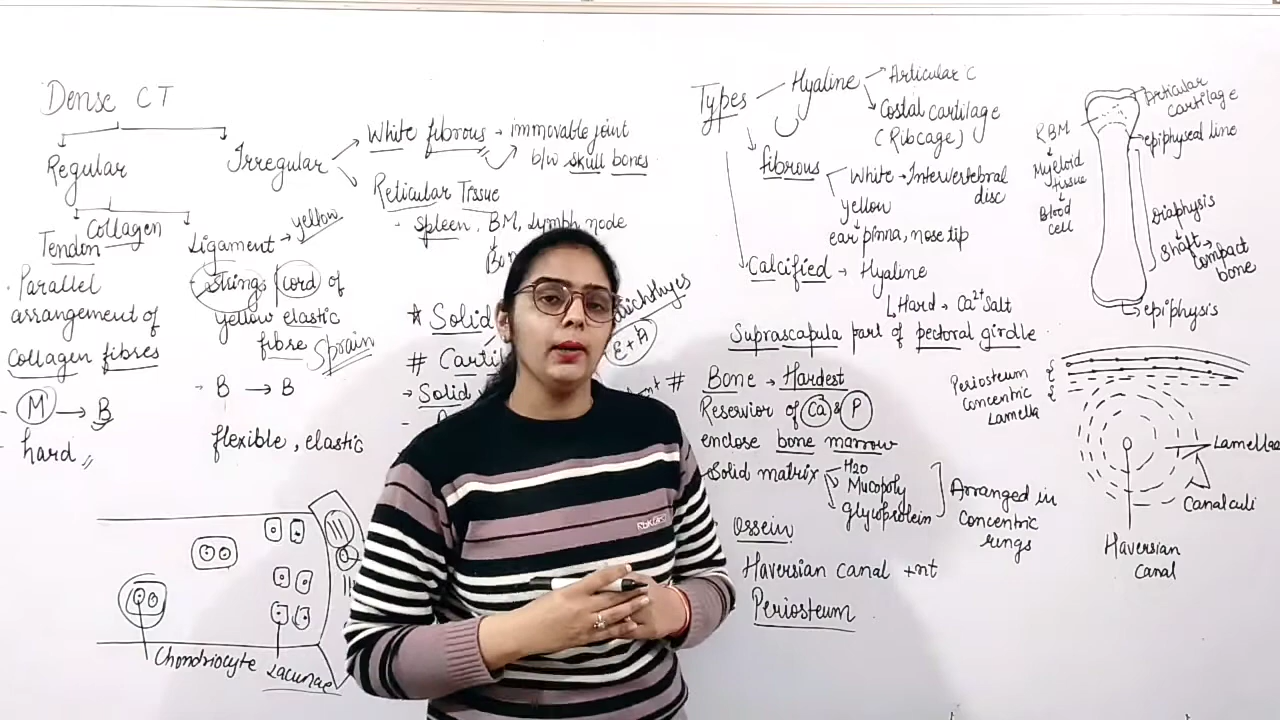 Dense CT
Regular
Irregular
Collagen
Tendon
Parallel
arrangement of
collagen fibres
M → B
hard
Ligament → yellow
strings / cord of
yellow elastic
fibre Sprain
B → B
flexible, elastic
White fibrous → immovable joint
b/w skull bones
Reticular Tissue
Spleen, BM, Lymph node
Solid
E + A
# Carti
Solid
Chondriocyte
Lacunae
Types
Hyaline
Articular C
Costal cartilage
(Ribcage)
fibrous
White → Intervertebral
disc
yellow
ear pinna, nose tip
Calcified → Hyaline
Hard → Ca2+ Salt
Suprascapula part of pectoral girdle
# Bone → Hardest
Reservior of Ca & P
enclose bone marrow
Solid matrix
H2O
Mucopoly
glycoprotein
Arranged in
concentric
rings
Ossein
Haversian canal +nt
Periosteum
Articular
cartilage
epiphyseal line
RBM
Myeloid
tissue
Blood
cell
Diaphysis
Shaft →
compact
bone
epiphysis
Periosteum
concentric
Lamella
Lamellae
Canalculi
Haversian
canal